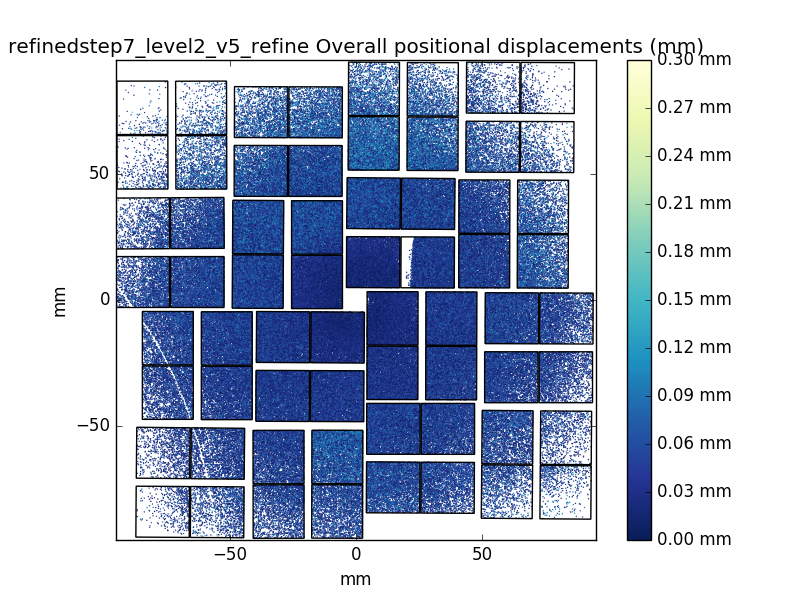 refinedstep7_level2_v5_refine Overall positional displacements (mm)
0.30 mm
0.27 mm
0.24 mm
0.21 mm
0.18 mm
0.15 mm
0.12 mm
0.09 mm
0.06 mm
0.03 mm
0.00 mm
50
0
−50
mm
−50
0
50
mm